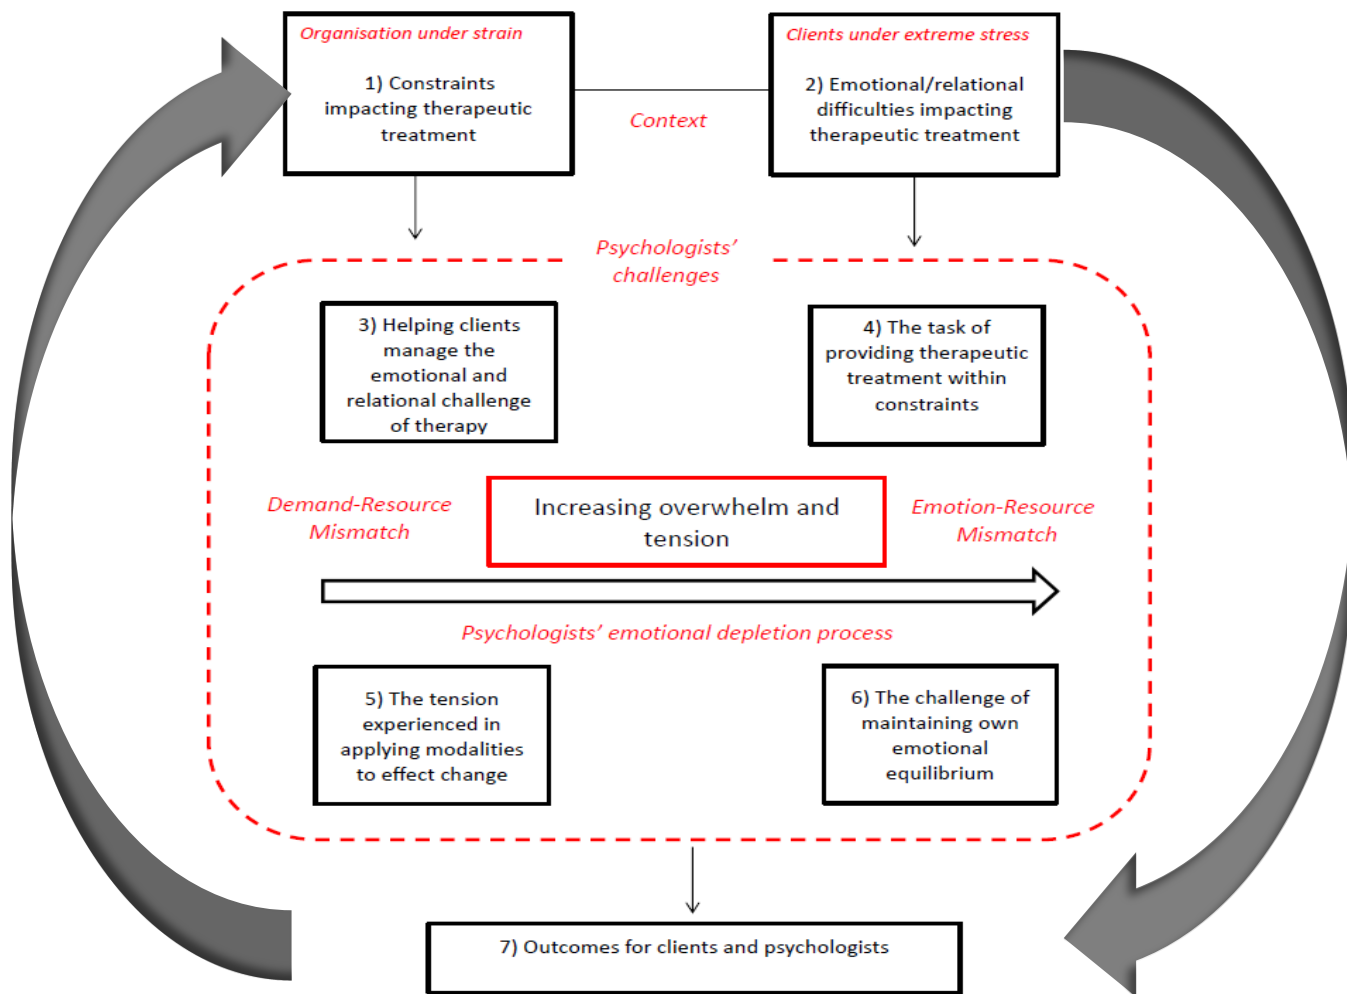 Organisation under strain
1) Constraints
impacting therapeutic
treatment
Context
Clients under extreme stress
2) Emotional/relational
difficulties impacting
therapeutic treatment
Psychologists'
challenges
3) Helping clients
manage the
emotional and
relational challenge
of therapy
4) The task of
providing therapeutic
treatment within
constraints
Demand-Resource
Mismatch
Increasing overwhelm and
tension
Emotion-Resource
Mismatch
Psychologists' emotional depletion process
5) The tension
experienced in
applying modalities
to effect change
6) The challenge of
maintaining own
emotional
equilibrium
7) Outcomes for clients and psychologists